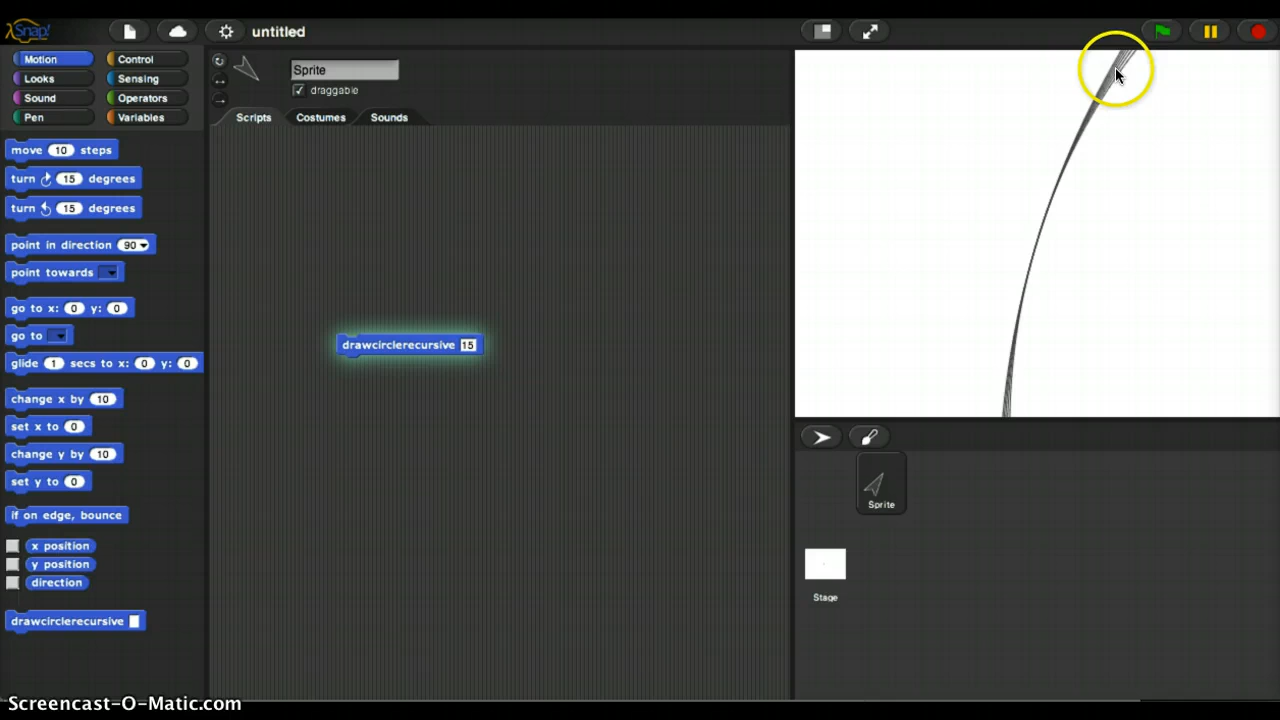 Snap!
untitled
Motion
Control
Looks
Sensing
Sound
Operators
Pen
Variables
Sprite
draggable
Scripts
Costumes
Sounds
move 10 steps
turn 15 degrees
turn 15 degrees
point in direction 90
point towards
go to x: 0 y: 0
go to
glide 1 secs to x: 0 y: 0
change x by 10
set x to 0
change y by 10
set y to 0
if on edge, bounce
x position
y position
direction
drawcirclerecursive
drawcirclerecursive 15
Sprite
Stage
Screencast-O-Matic.com